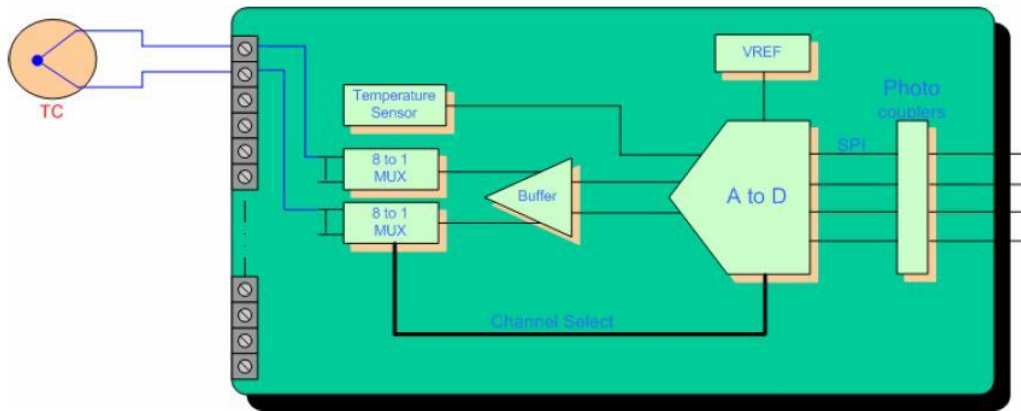 TC
Temperature
Sensor
8 to 1
MUX
8 to 1
MUX
Buffer
VREF
A to D
SPI
Photo
couplers
Channel Select